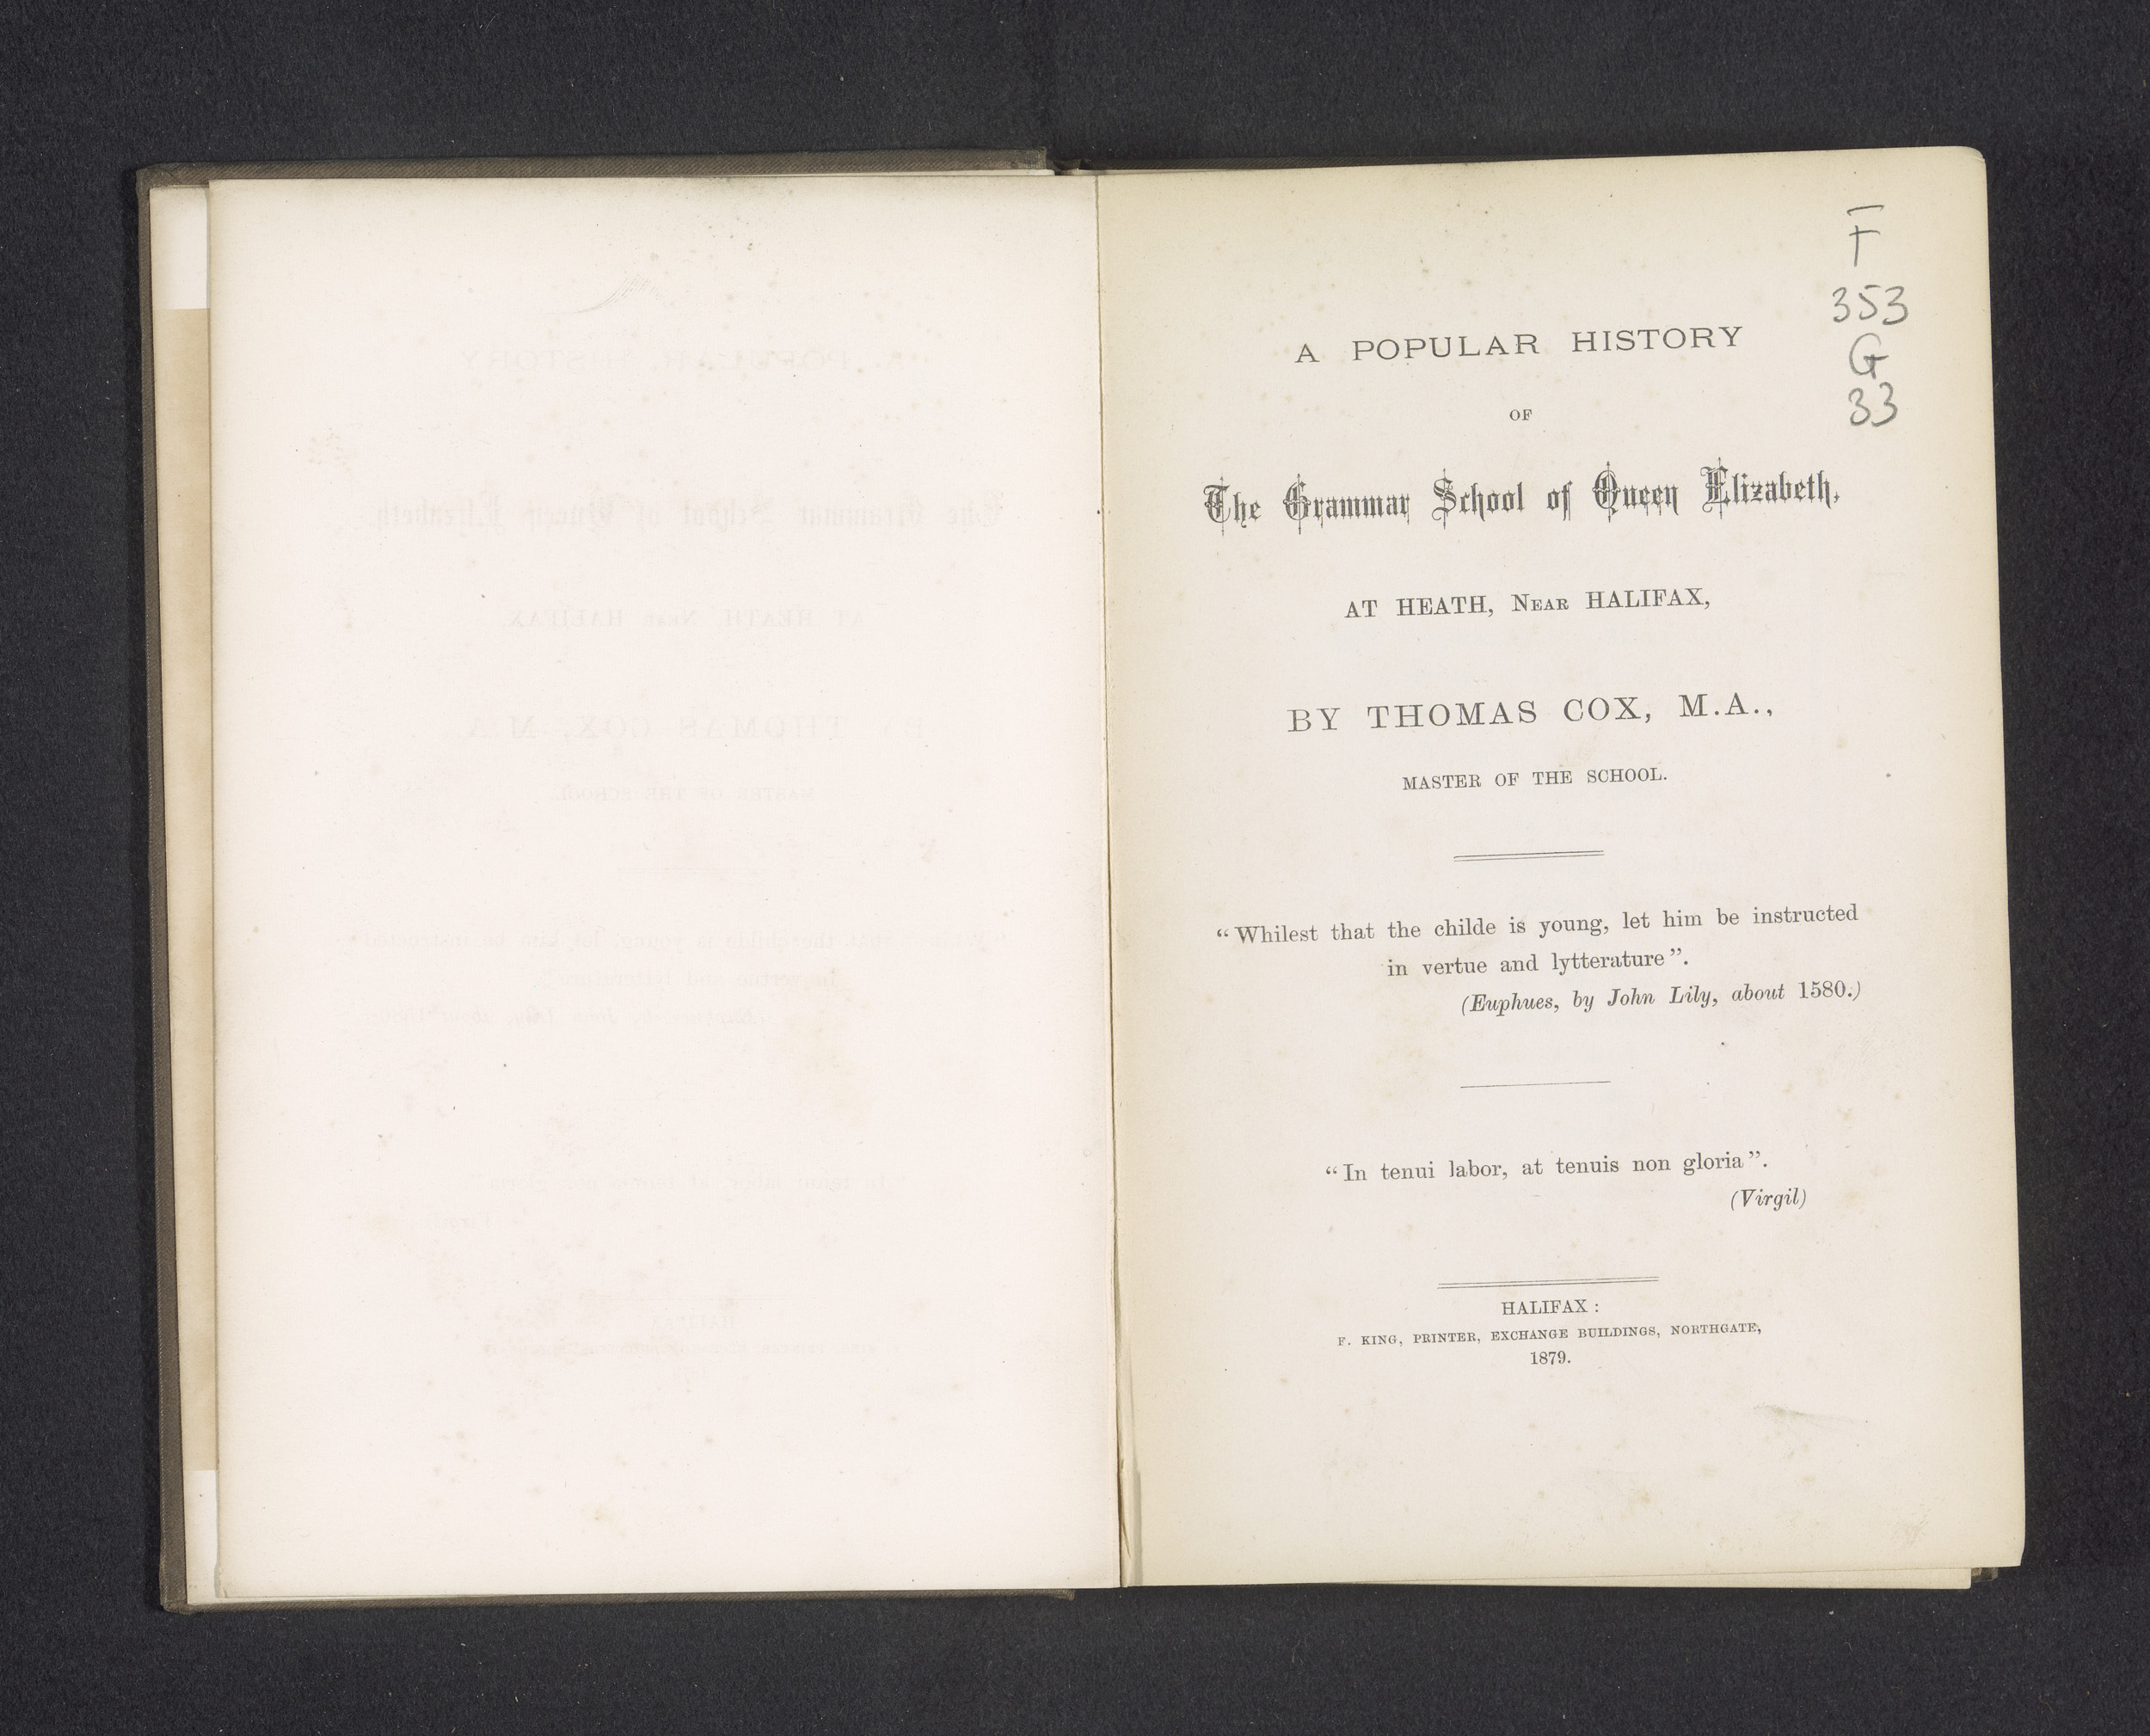 F
353
G
33
A POPULAR HISTORY
OF
The Grammar School of Queen Elizabeth,
AT HEATH, NEAR HALIFAX,
BY THOMAS COX, M.A.,
MASTER OF THE SCHOOL.
“Whilest that the childe is young, let him be instructed
in vertue and lytterature”.
(Euphues, by John Lily, about 1580.)
“In tenui labor, at tenuis non gloria”.
(Virgil)
HALIFAX :
F. KING, PRINTER, EXCHANGE BUILDINGS, NORTHGATE,
1879.